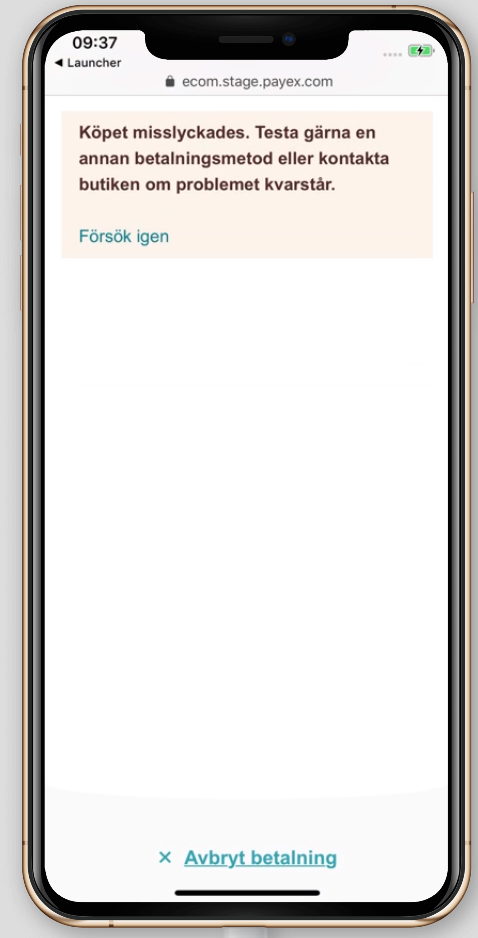 09:37
◀ Launcher
ecom.stage.payex.com
Köpet misslyckades. Testa gärna en
annan betalningsmetod eller kontakta
butiken om problemet kvarstår.
Försök igen
× Avbryt betalning